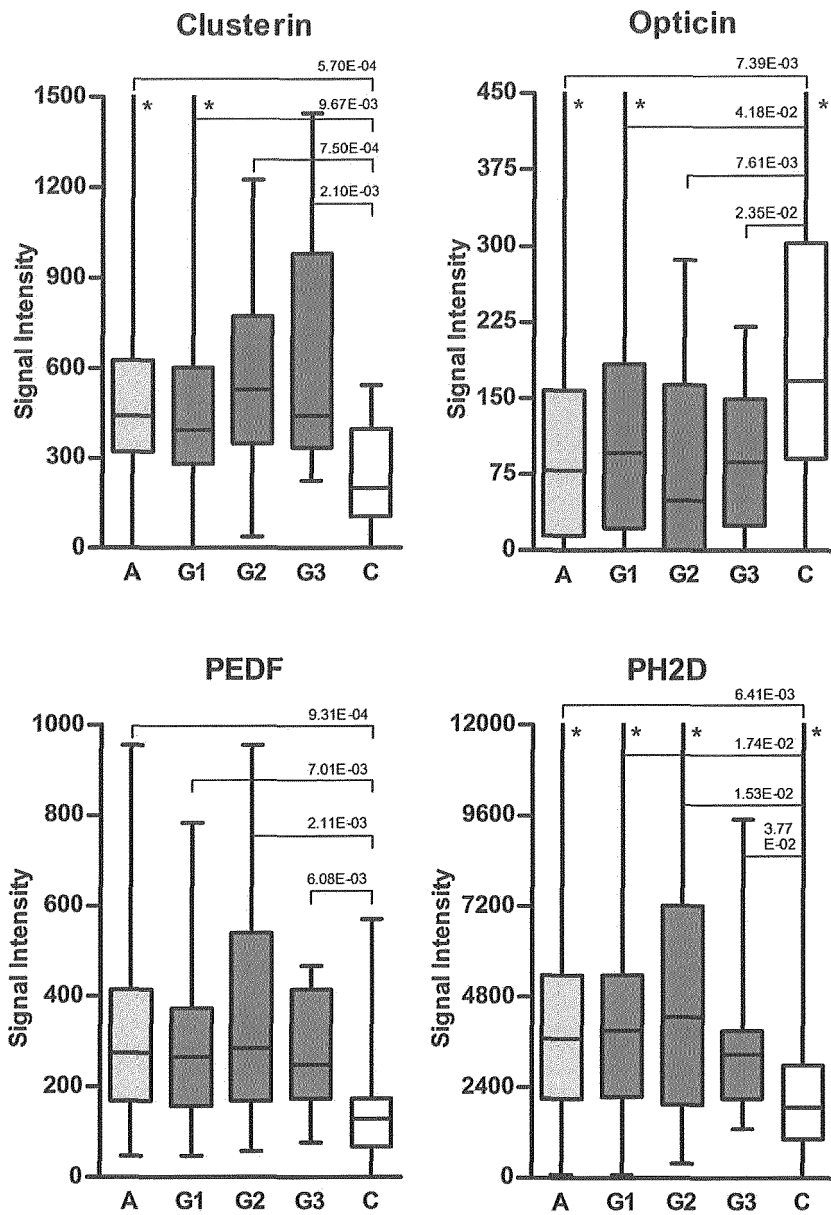 Clusterin
5.70E-04
1500
*
*
9.67E-03
1200
7.50E-04
2.10E-03
900
600
300
0
Signal Intensity
A G1 G2 G3 C
Opticin
7.39E-03
450
*
*
*
4.18E-02
375
7.61E-03
300
2.35E-02
225
150
75
0
Signal Intensity
A G1 G2 G3 C
PEDF
1000
9.31E-04
800
7.01E-03
2.11E-03
600
6.08E-03
400
200
0
Signal Intensity
A G1 G2 G3 C
PH2D
6.41E-03
12000
*
*
*
*
1.74E-02
9600
1.53E-02
3.77
E-02
7200
4800
2400
0
Signal Intensity
A G1 G2 G3 C